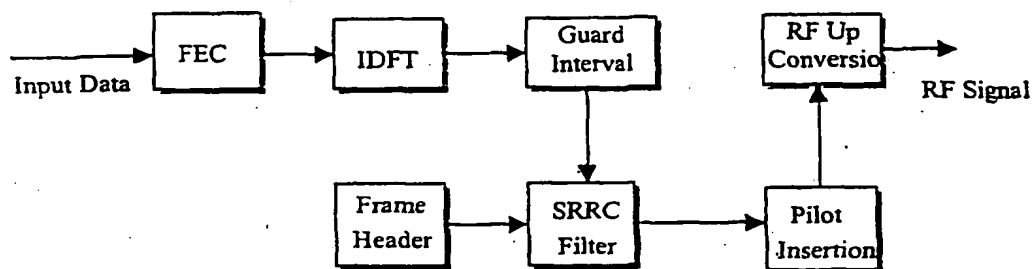 Input Data
FEC
IDFT
Guard
Interval
RF Up
Conversio
RF Signal
Frame
Header
SRRC
Filter
Pilot
Insertion